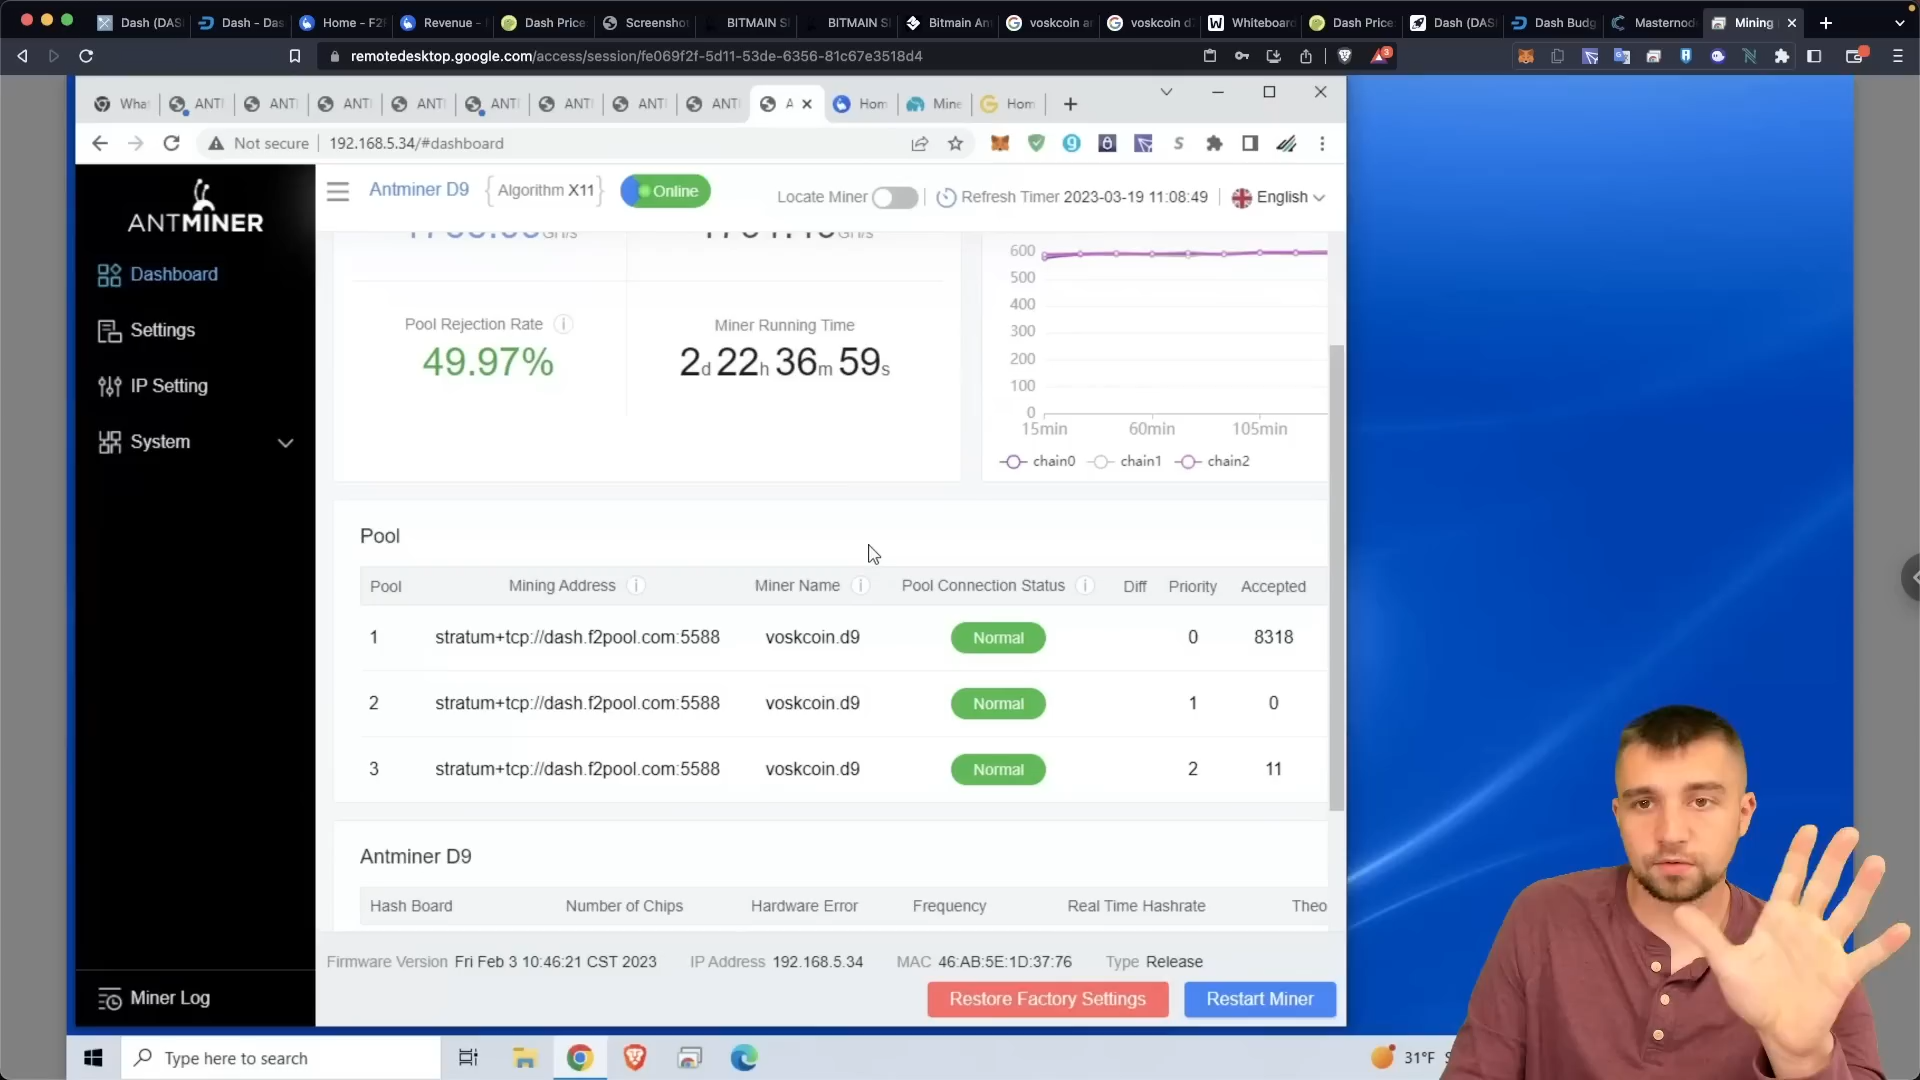 Dash (DAS
Dash - Das
Home - F2F
Revenue -
Dash Price
Screensho
BITMAIN S
BITMAIN S
Bitmain An
voskcoin a
voskcoin d
Whiteboard
Dash Price
Dash (DAS
Dash Budg
Masternode
Mining
remotedesktop.google.com/access/session/fe069f2f-5d11-53de-6356-81c67e3518d4
3
What
ANT
ANT
ANT
ANT
ANT
ANT
ANT
ANT
A
Hom
Mine
Hom
Not secure
192.168.5.34/#dashboard
ANTMINER
Antminer D9
Algorithm X11
Online
Locate Miner
Refresh Timer 2023-03-19 11:08:49
English
Dashboard
Settings
IP Setting
System
Miner Log
Pool Rejection Rate
49.97%
Miner Running Time
2d 22h 36m 59s
600
500
400
300
200
100
0
15min
60min
105min
chain0
chain1
chain2
Pool
Pool Mining Address Miner Name Pool Connection Status Diff Priority Accepted
1 stratum+tcp://dash.f2pool.com:5588 voskcoin.d9 Normal 0 8318
2 stratum+tcp://dash.f2pool.com:5588 voskcoin.d9 Normal 1 0
3 stratum+tcp://dash.f2pool.com:5588 voskcoin.d9 Normal 2 11
Antminer D9
Hash Board Number of Chips Hardware Error Frequency Real Time Hashrate Theo
Firmware Version Fri Feb 3 10:46:21 CST 2023 IP Address 192.168.5.34 MAC 46:AB:5E:1D:37:76 Type Release
Restore Factory Settings
Restart Miner
Type here to search
31°F S